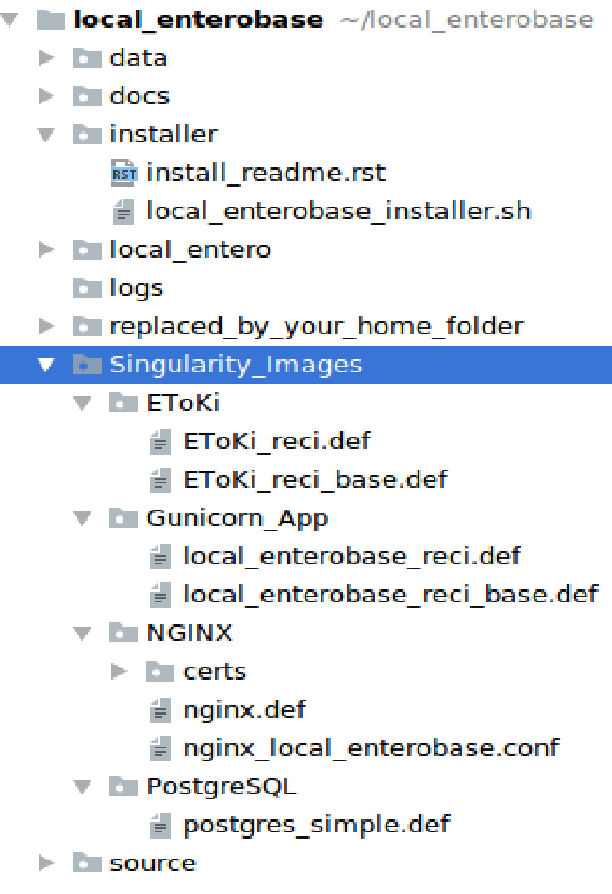 local_enterobase ~/local_enterobase
data
docs
installer
RST install_readme.rst
local_enterobase_installer.sh
local_entero
logs
replaced_by_your_home_folder
Singularity_Images
EToKi
EToKi_reci.def
EToKi_reci_base.def
Gunicorn_App
local_enterobase_reci.def
local_enterobase_reci_base.def
NGINX
certs
nginx.def
nginx_local_enterobase.conf
PostgreSQL
postgres_simple.def
source